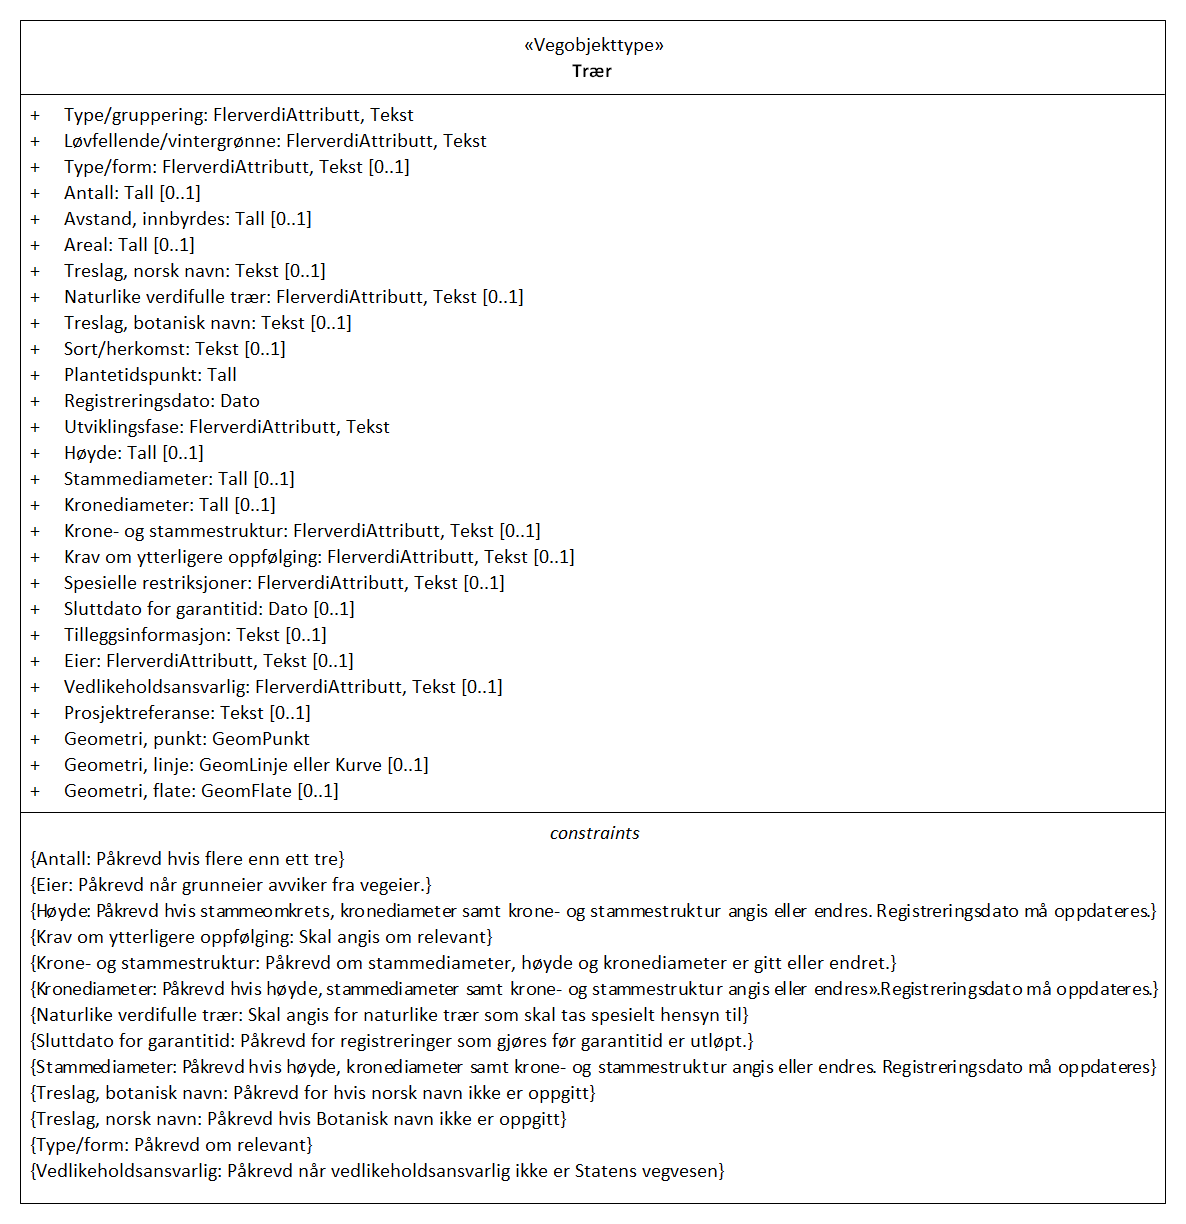 «Vegobjekttype»
Trær
+ Type/gruppering: FlerverdiAttributt, Tekst
+ Løvfellende/vintergrønne: FlerverdiAttributt, Tekst
+ Type/form: FlerverdiAttributt, Tekst [0..1]
+ Antall: Tall [0..1]
+ Avstand, innbyrdes: Tall [0..1]
+ Areal: Tall [0..1]
+ Treslag, norsk navn: Tekst [0..1]
+ Naturlike verdifulle trær: FlerverdiAttributt, Tekst [0..1]
+ Treslag, botanisk navn: Tekst [0..1]
+ Sort/herkomst: Tekst [0..1]
+ Plantetidspunkt: Tall
+ Registreringsdato: Dato
+ Utviklingsfase: FlerverdiAttributt, Tekst
+ Høyde: Tall [0..1]
+ Stammediameter: Tall [0..1]
+ Kronediameter: Tall [0..1]
+ Krone- og stammestruktur: FlerverdiAttributt, Tekst [0..1]
+ Krav om ytterligere oppfølging: FlerverdiAttributt, Tekst [0..1]
+ Spesielle restriksjoner: FlerverdiAttributt, Tekst [0..1]
+ Sluttdato for garantitid: Dato [0..1]
+ Tilleggsinformasjon: Tekst [0..1]
+ Eier: FlerverdiAttributt, Tekst [0..1]
+ Vedlikeholdsansvarlig: FlerverdiAttributt, Tekst [0..1]
+ Prosjektreferanse: Tekst [0..1]
+ Geometri, punkt: GeomPunkt
+ Geometri, linje: GeomLinje eller Kurve [0..1]
+ Geometri, flate: GeomFlate [0..1]
constraints
{Antall: Påkrevd hvis flere enn ett tre}
{Eier: Påkrevd når grunneier avviker fra vegeier.}
{Høyde: Påkrevd hvis stammeomkrets, kronediameter samt krone- og stammestruktur angis eller endres. Registreringsdato må oppdateres.}
{Krav om ytterligere oppfølging: Skal angis om relevant}
{Krone- og stammestruktur: Påkrevd om stammediameter, høyde og kronediameter er gitt eller endret.}
{Kronediameter: Påkrevd hvis høyde, stammediameter samt krone- og stammestruktur angis eller endres».Registreringsdato må oppdateres.}
{Naturlike verdifulle trær: Skal angis for naturlike trær som skal tas spesielt hensyn til}
{Sluttdato for garantitid: Påkrevd for registreringer som gjøres før garantitid er utløpt.}
{Stammediameter: Påkrevd hvis høyde, kronediameter samt krone- og stammestruktur angis eller endres. Registreringsdato må oppdateres}
{Treslag, botanisk navn: Påkrevd for hvis norsk navn ikke er oppgitt}
{Treslag, norsk navn: Påkrevd hvis Botanisk navn ikke er oppgitt}
{Type/form: Påkrevd om relevant}
{Vedlikeholdsansvarlig: Påkrevd når vedlikeholdsansvarlig ikke er Statens vegvesen}